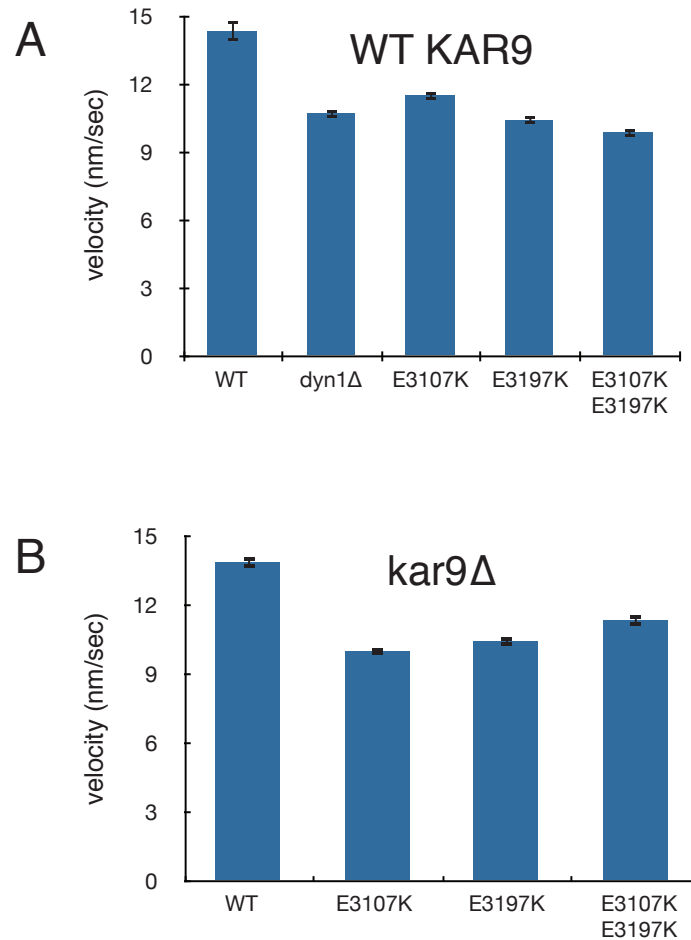 A
WT KAR9
velocity (nm/sec)
15
12
9
6
3
0
WT
dyn1Δ
E3107K
E3197K
E3107K
E3197K
B
kar9Δ
velocity (nm/sec)
15
12
9
6
3
0
WT
E3107K
E3197K
E3107K
E3197K